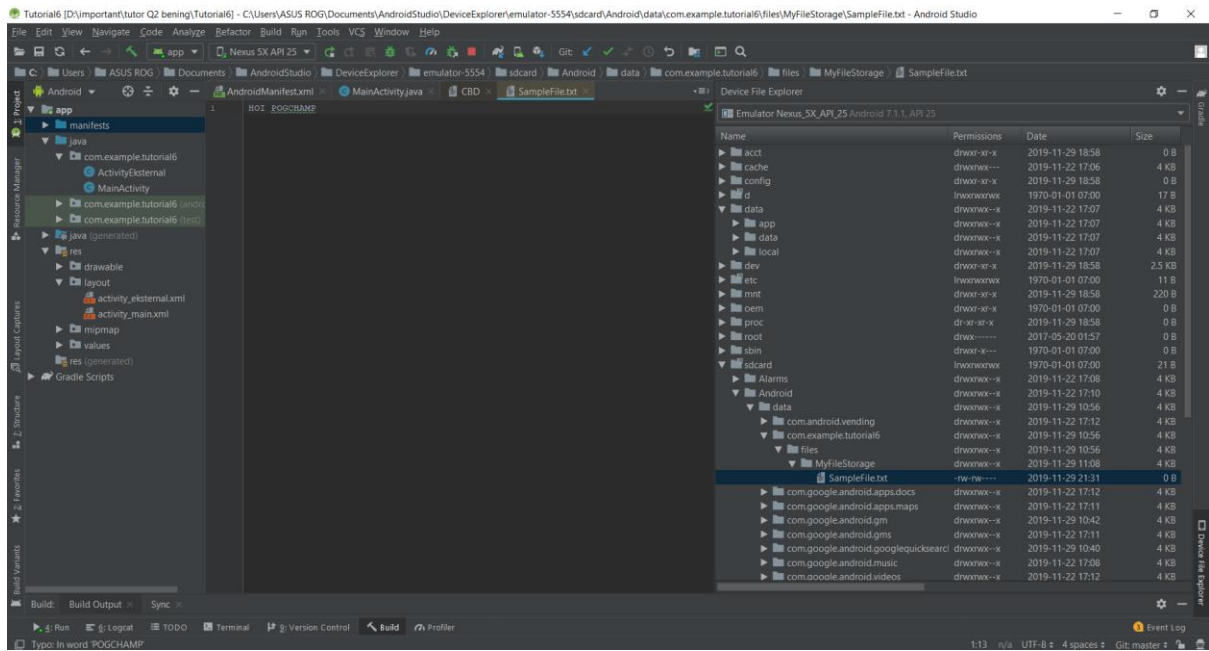 Tutorial6 [D:\important\tutor Q2 bening\Tutorial6] - C:\Users\ASUS ROG\Documents\AndroidStudio\DeviceExplorer\emulator-5554\sdcard\Android\data\com.example.tutorial6\files\MyFileStorage\SampleFile.txt - Android Studio
File Edit View Navigate Code Analyze Refactor Build Run Tools VCS Window Help
app Nexus 5X API 25 Git:
C: Users ASUS ROG Documents AndroidStudio DeviceExplorer emulator-5554 sdcard Android data com.example.tutorial6 files MyFileStorage SampleFile.txt
Android AndroidManifest.xml MainActivity.java CBD SampleFile.txt
1: Project
Resource Manager
Layout Captures
7: Structure
2: Favorites
Build Variants
app
manifests
java
com.example.tutorial6
ActivityEksternal
MainActivity
com.example.tutorial6 (andro
com.example.tutorial6 (test)
java (generated)
res
drawable
layout
activity_eksternal.xml
activity_main.xml
mipmap
values
res (generated)
Gradle Scripts
1 HOI POGCHAMP
Device File Explorer
Emulator Nexus_5X_API_25 Android 7.1.1, API 25
Name Permissions Date Size
acct drwxr-xr-x 2019-11-29 18:58 0 B
cache drwxrwx--- 2019-11-22 17:06 4 KB
config drwxr-xr-x 2019-11-29 18:58 0 B
d lrwxrwxrwx 1970-01-01 07:00 17 B
data drwxrwx--x 2019-11-22 17:07 4 KB
app drwxrwx--x 2019-11-22 17:07 4 KB
data drwxrwx--x 2019-11-22 17:07 4 KB
local drwxrwx--x 2019-11-22 17:07 4 KB
dev drwxr-xr-x 2019-11-29 18:58 2.5 KB
etc lrwxrwxrwx 1970-01-01 07:00 11 B
mnt drwxr-xr-x 2019-11-29 18:58 220 B
oem drwxr-xr-x 1970-01-01 07:00 0 B
proc dr-xr-xr-x 2019-11-29 18:58 0 B
root drwx------ 2017-05-20 01:57 0 B
sbin drwxr-x--- 1970-01-01 07:00 0 B
sdcard lrwxrwxrwx 1970-01-01 07:00 21 B
Alarms drwxrwx--x 2019-11-22 17:08 4 KB
Android drwxrwx--x 2019-11-22 17:10 4 KB
data drwxrwx--x 2019-11-29 10:56 4 KB
com.android.vending drwxrwx--x 2019-11-22 17:12 4 KB
com.example.tutorial6 drwxrwx--x 2019-11-29 10:56 4 KB
files drwxrwx--x 2019-11-29 10:56 4 KB
MyFileStorage drwxrwx--x 2019-11-29 11:08 4 KB
SampleFile.txt -rw-rw---- 2019-11-29 21:31 0 B
com.google.android.apps.docs drwxrwx--x 2019-11-22 17:12 4 KB
com.google.android.apps.maps drwxrwx--x 2019-11-22 17:11 4 KB
com.google.android.gm drwxrwx--x 2019-11-29 10:42 4 KB
com.google.android.gms drwxrwx--x 2019-11-22 17:11 4 KB
com.google.android.googlequicksearcl drwxrwx--x 2019-11-29 10:40 4 KB
com.google.android.music drwxrwx--x 2019-11-22 17:08 4 KB
com.google.android.videos drwxrwx--x 2019-11-22 17:12 4 KB
Gradle
Device File Explorer
Build: Build Output Sync
4: Run 6: Logcat TODO Terminal 9: Version Control Build Profiler 1 Event Log
Typo: In word 'POGCHAMP' 1:13 n/a UTF-8 4 spaces Git: master